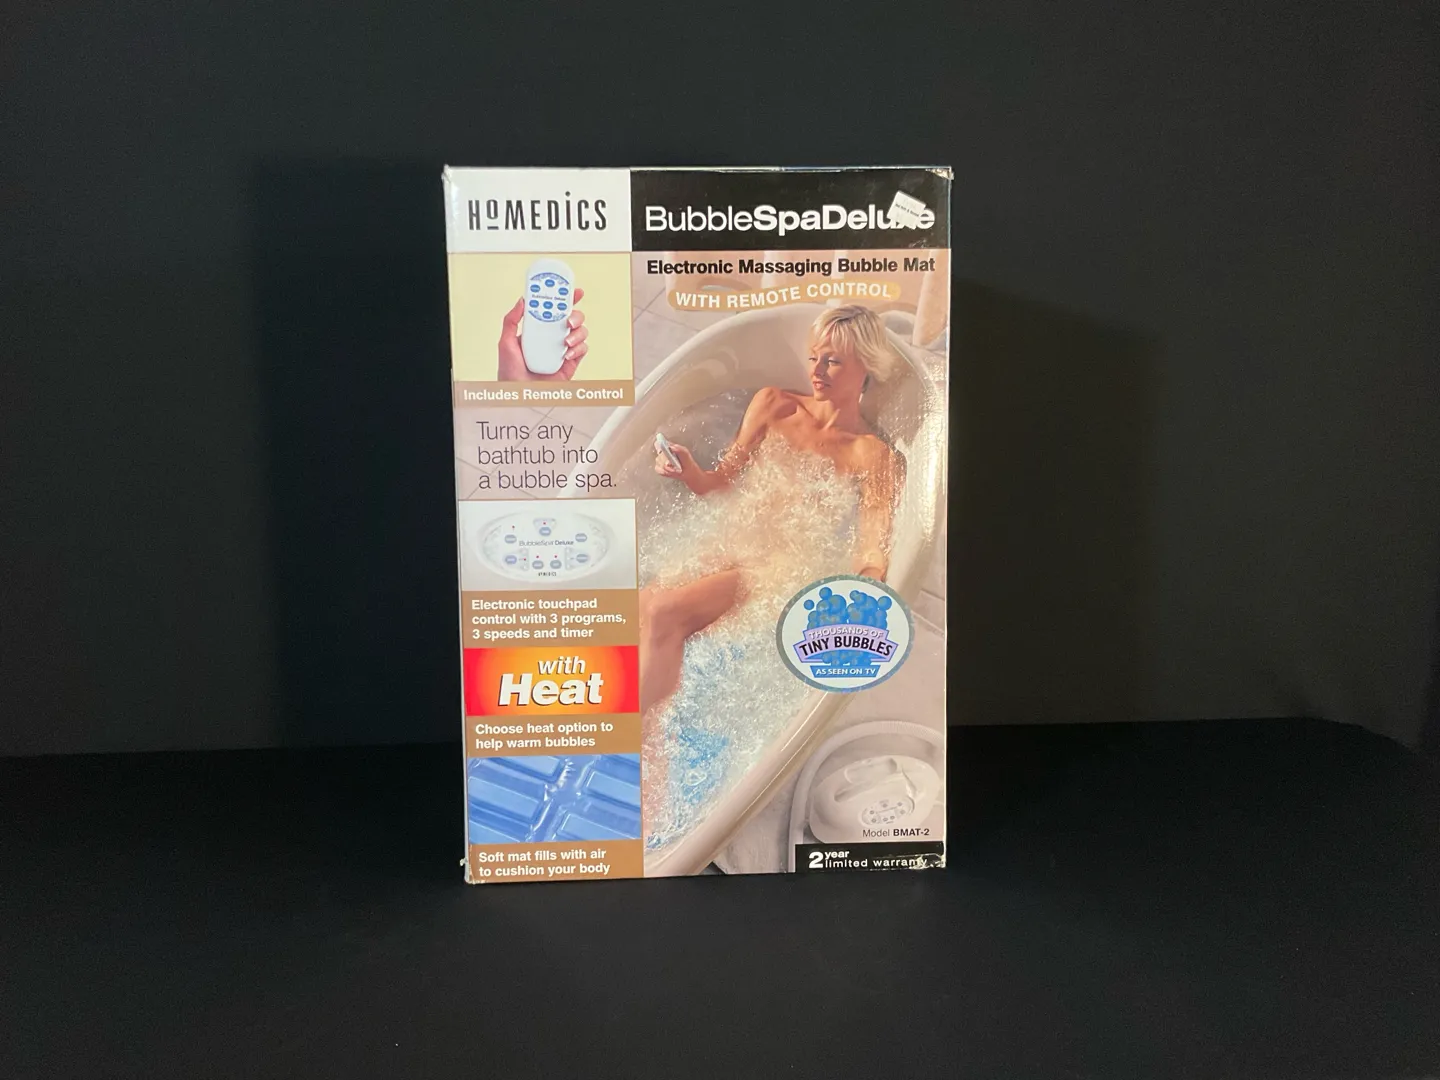 HoMEDiCS
BubbleSpaDeluxe
Electronic Massaging Bubble Mat
WITH REMOTE CONTROL
Includes Remote Control
Turns any
bathtub into
a bubble spa.
BubbleSpa Deluxe
Electronic touchpad
control with 3 programs,
3 speeds and timer
with
Heat
Choose heat option to
help warm bubbles
Soft mat fills with air
to cushion your body
THOUSANDS OF
TINY BUBBLES
AS SEEN ON TV
Model BMAT-2
2 year
limited warranty